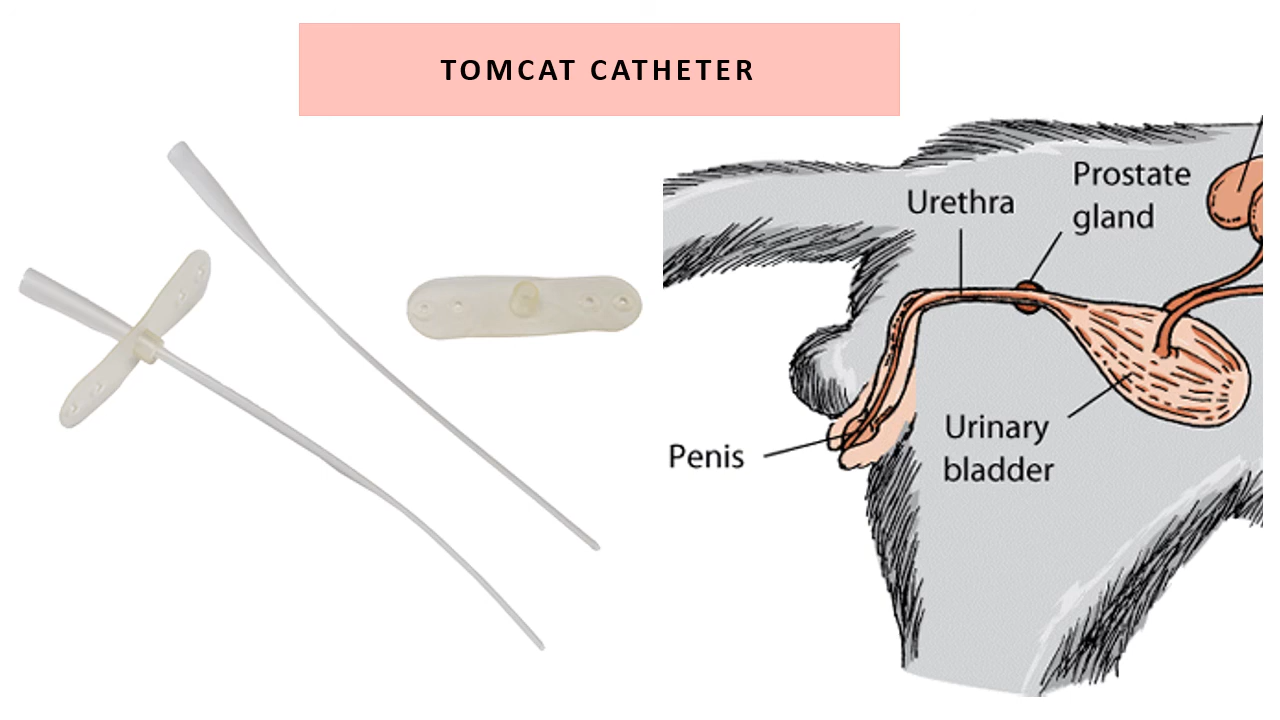 TOMCAT CATHETER
Prostate
gland
Urethra
Urinary
bladder
Penis